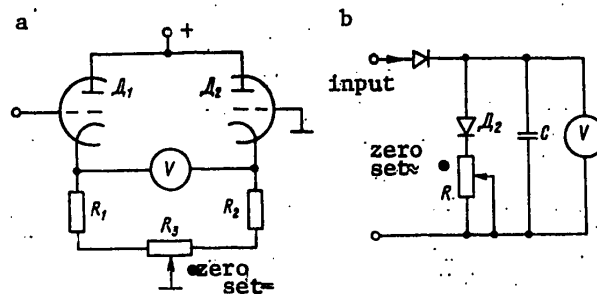 a
+
Д₁
Д₂
V
R₁
R₂
R₃
zero
set=
b
input
Д₂
C
V
zero
set≈
R